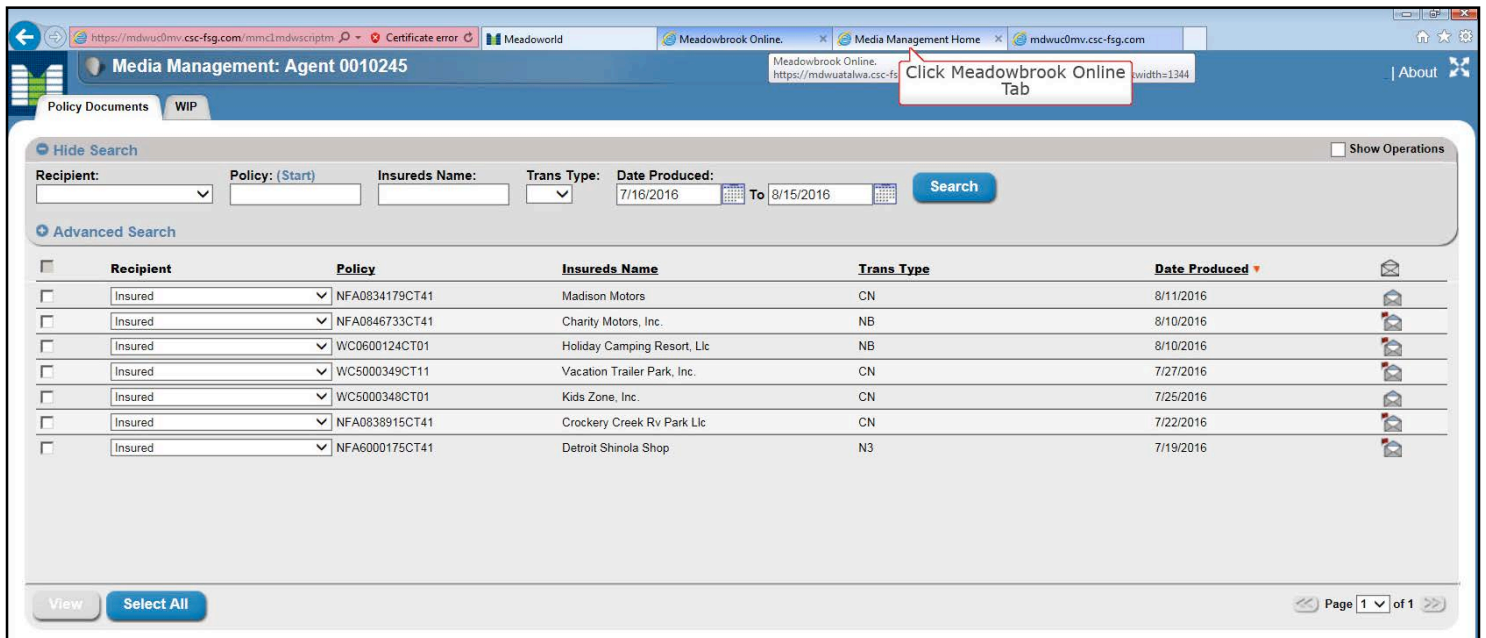 https://mdwuc0mv.csc-fsg.com/mmc1mdwscriptm Certificate error Meadoworld Meadowbrook Online. Media Management Home mdwuc0mv.csc-fsg.com
Media Management: Agent 0010245
Meadowbrook Online.
https://mdwuatalwa.csc-fs
width=1344
Click Meadowbrook Online
Tab
| About
Policy Documents WIP
Hide Search Show Operations
Recipient: Policy: (Start) Insureds Name: Trans Type: Date Produced:
7/16/2016 To 8/15/2016 Search
Advanced Search
Recipient Policy Insureds Name Trans Type Date Produced
Insured NFA0834179CT41 Madison Motors CN 8/11/2016
Insured NFA0846733CT41 Charity Motors, Inc. NB 8/10/2016
Insured WC0600124CT01 Holiday Camping Resort, Llc NB 8/10/2016
Insured WC5000349CT11 Vacation Trailer Park, Inc. CN 7/27/2016
Insured WC5000348CT01 Kids Zone, Inc. CN 7/25/2016
Insured NFA0838915CT41 Crockery Creek Rv Park Llc CN 7/22/2016
Insured NFA6000175CT41 Detroit Shinola Shop N3 7/19/2016
View Select All Page 1 of 1